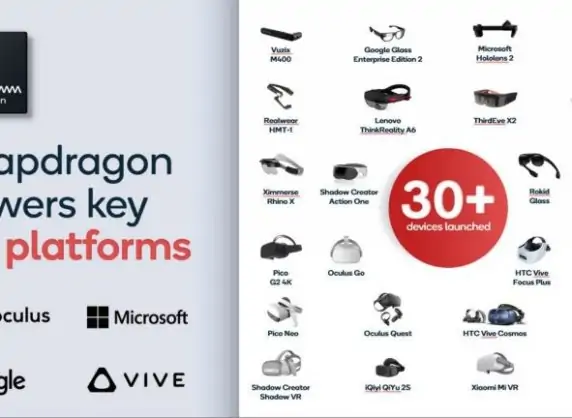 apdragon
wers key
platforms
oculus
Microsoft
gle
VIVE
Vuzix
M400
Google Glass
Enterprise Edition 2
Microsoft
Hololens 2
Realwear
HMT-1
Lenovo
ThinkReality A6
ThirdEye X2
Ximmerse
Rhino X
Shadow Creator
Action One
30+
devices launched
Rokid
Glass
Pico
G2 4K
Oculus Go
HTC Vive
Focus Plus
Pico Neo
Oculus Quest
HTC Vive Cosmos
Shadow Creator
Shadow VR
iQiyi QiYu 2S
Xiaomi Mi VR